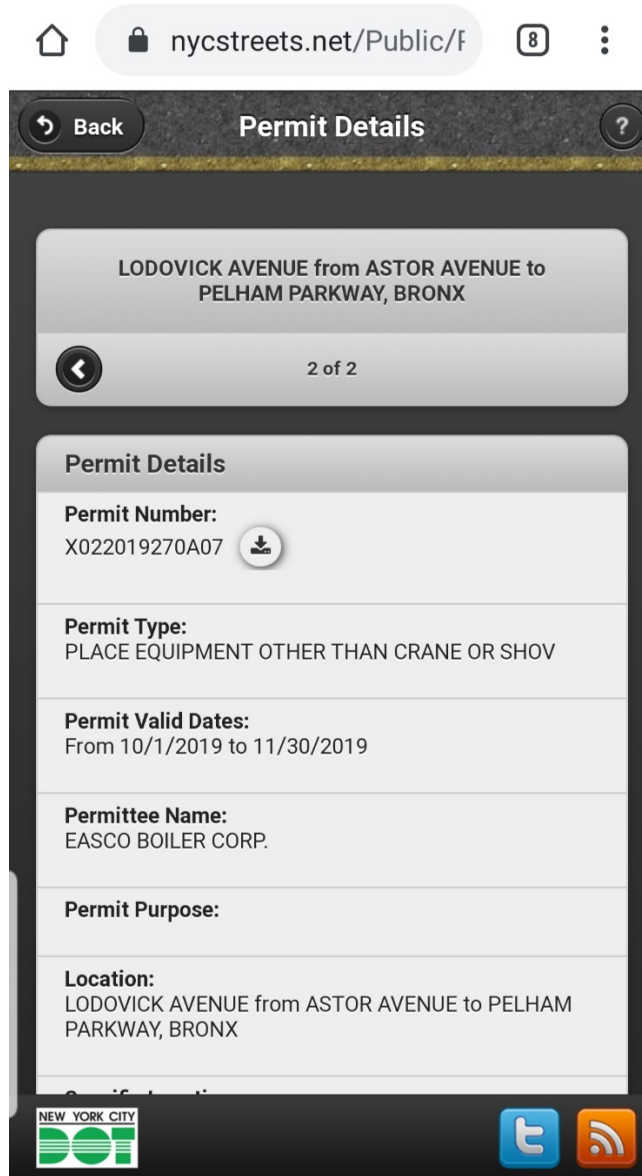 nycstreets.net/Public/
8
Back
Permit Details
?
LODOVICK AVENUE from ASTOR AVENUE to
PELHAM PARKWAY, BRONX
2 of 2
Permit Details
Permit Number:
X022019270A07
Permit Type:
PLACE EQUIPMENT OTHER THAN CRANE OR SHOV
Permit Valid Dates:
From 10/1/2019 to 11/30/2019
Permittee Name:
EASCO BOILER CORP.
Permit Purpose:
Location:
LODOVICK AVENUE from ASTOR AVENUE to PELHAM
PARKWAY, BRONX
NEW YORK CITY
DOT